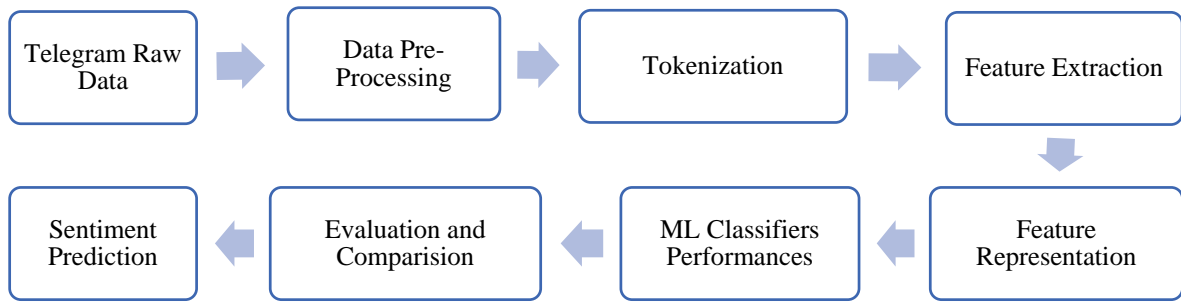 Telegram Raw
Data
Data Pre-
Processing
Tokenization
Feature Extraction
Feature
Representation
ML Classifiers
Performances
Evaluation and
Comparision
Sentiment
Prediction